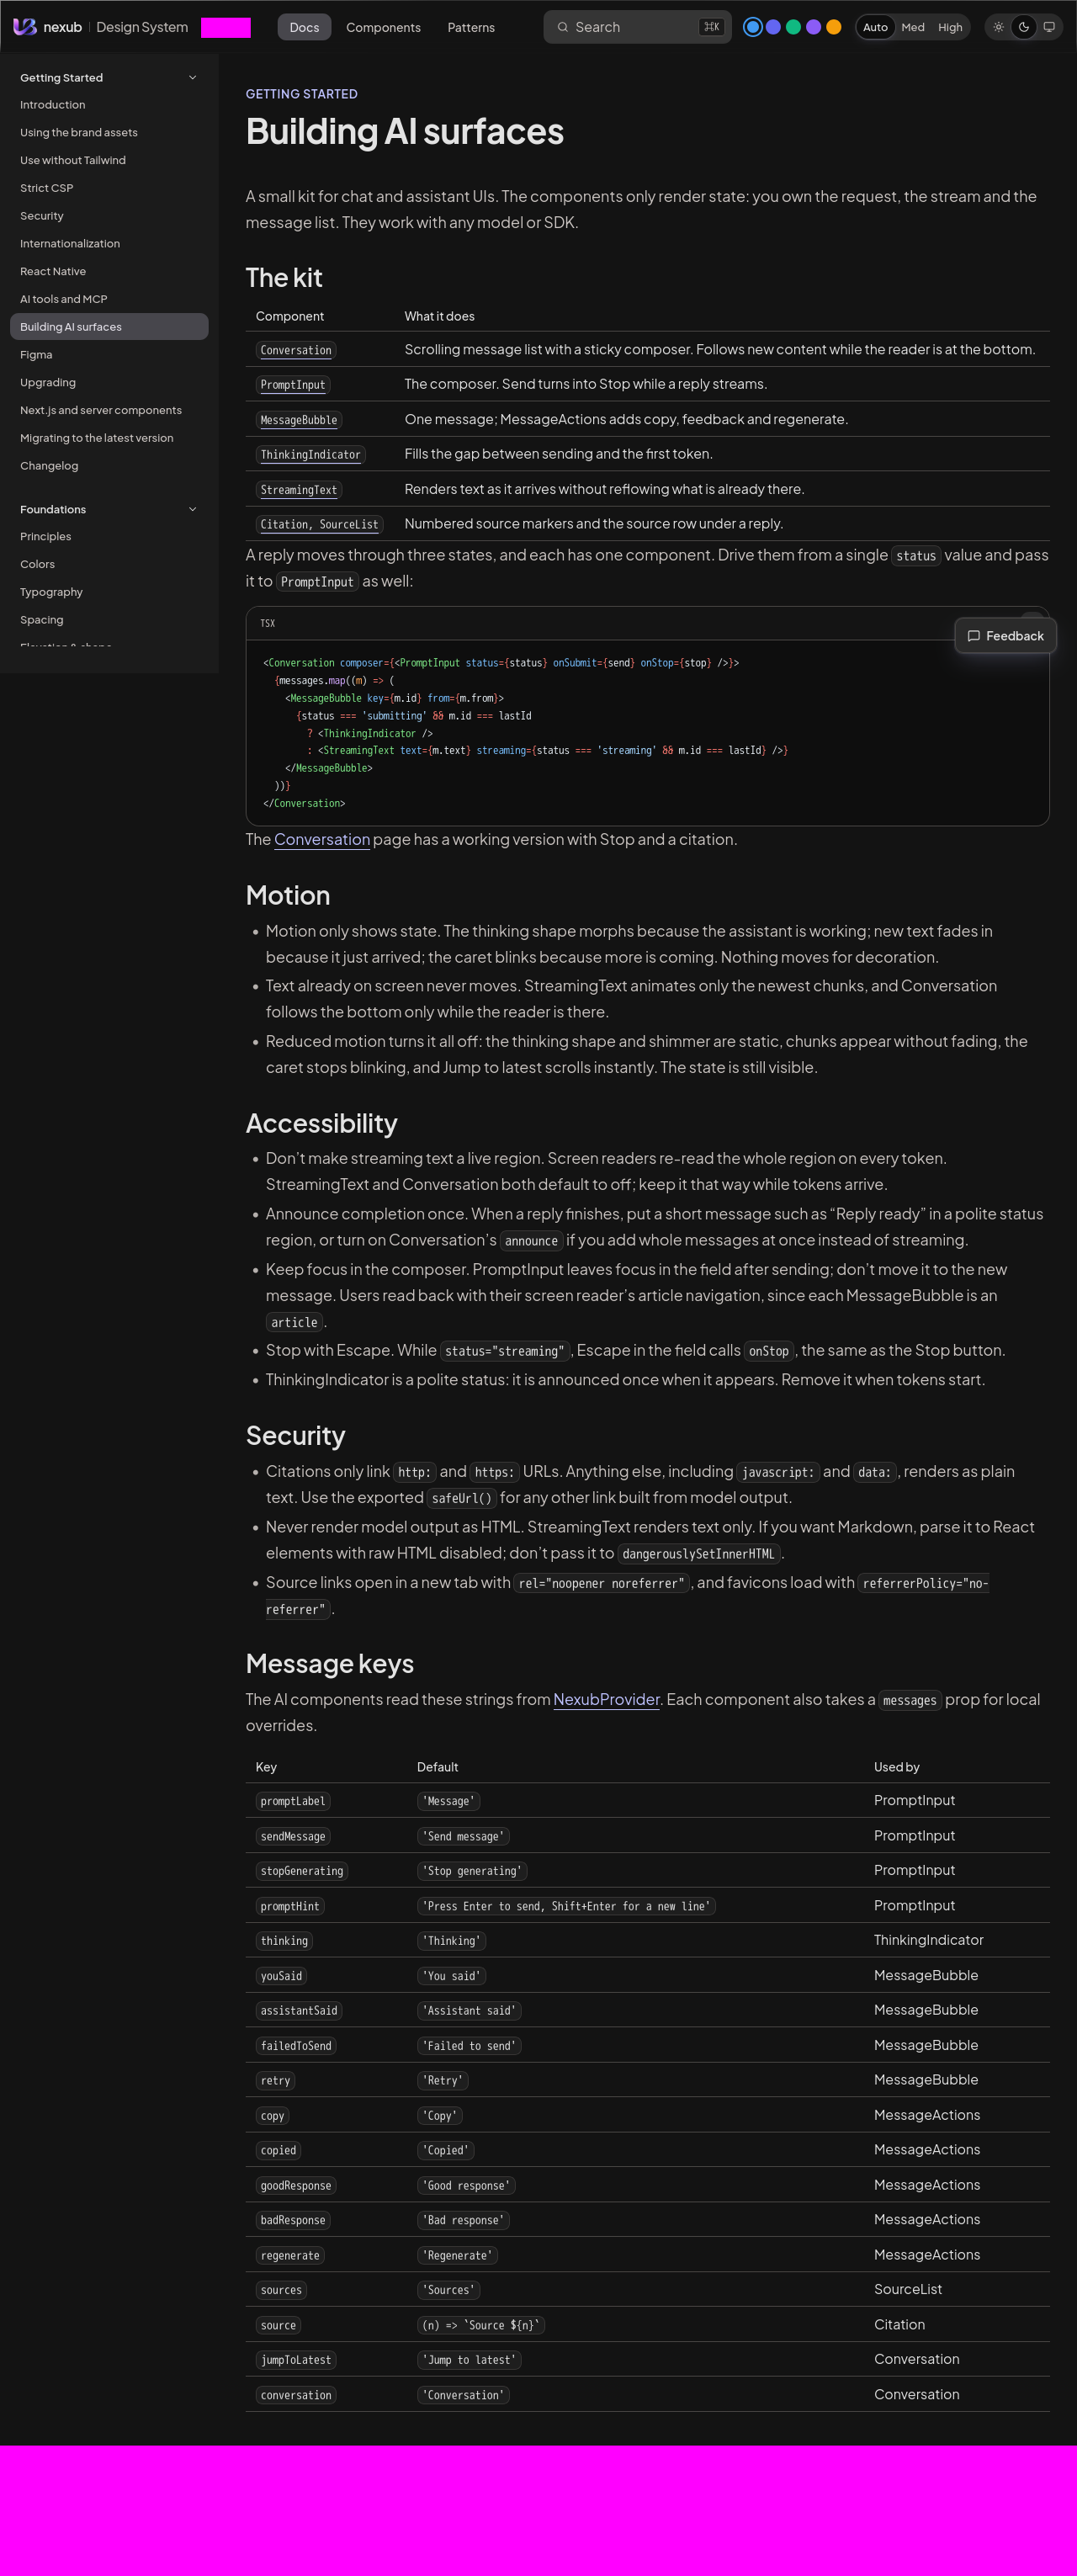 nexub Design System Docs Components Patterns Search ⌘K Auto Med High
Getting Started
Introduction
Using the brand assets
Use without Tailwind
Strict CSP
Security
Internationalization
React Native
AI tools and MCP
Building AI surfaces
Figma
Upgrading
Next.js and server components
Migrating to the latest version
Changelog
Foundations
Principles
Colors
Typography
Spacing
GETTING STARTED
Building AI surfaces
A small kit for chat and assistant UIs. The components only render state: you own the request, the stream and the
message list. They work with any model or SDK.
The kit
Component What it does
Conversation Scrolling message list with a sticky composer. Follows new content while the reader is at the bottom.
PromptInput The composer. Send turns into Stop while a reply streams.
MessageBubble One message; MessageActions adds copy, feedback and regenerate.
ThinkingIndicator Fills the gap between sending and the first token.
StreamingText Renders text as it arrives without reflowing what is already there.
Citation, SourceList Numbered source markers and the source row under a reply.
A reply moves through three states, and each has one component. Drive them from a single status value and pass
it to PromptInput as well:
TSX
Feedback
<Conversation composer={<PromptInput status={status} onSubmit={send} onStop={stop} />}>
{messages.map((m) => (
<MessageBubble key={m.id} from={m.from}>
{status === 'submitting' && m.id === lastId
? <ThinkingIndicator />
: <StreamingText text={m.text} streaming={status === 'streaming' && m.id === lastId} />}
</MessageBubble>
))}
</Conversation>
The Conversation page has a working version with Stop and a citation.
Motion
• Motion only shows state. The thinking shape morphs because the assistant is working; new text fades in
because it just arrived; the caret blinks because more is coming. Nothing moves for decoration.
• Text already on screen never moves. StreamingText animates only the newest chunks, and Conversation
follows the bottom only while the reader is there.
• Reduced motion turns it all off: the thinking shape and shimmer are static, chunks appear without fading, the
caret stops blinking, and Jump to latest scrolls instantly. The state is still visible.
Accessibility
• Don’t make streaming text a live region. Screen readers re-read the whole region on every token.
StreamingText and Conversation both default to off; keep it that way while tokens arrive.
• Announce completion once. When a reply finishes, put a short message such as “Reply ready” in a polite status
region, or turn on Conversation’s announce if you add whole messages at once instead of streaming.
• Keep focus in the composer. PromptInput leaves focus in the field after sending; don’t move it to the new
message. Users read back with their screen reader’s article navigation, since each MessageBubble is an
article.
• Stop with Escape. While status="streaming", Escape in the field calls onStop, the same as the Stop button.
• ThinkingIndicator is a polite status: it is announced once when it appears. Remove it when tokens start.
Security
• Citations only link http: and https: URLs. Anything else, including javascript: and data:, renders as plain
text. Use the exported safeUrl() for any other link built from model output.
• Never render model output as HTML. StreamingText renders text only. If you want Markdown, parse it to React
elements with raw HTML disabled; don’t pass it to dangerouslySetInnerHTML.
• Source links open in a new tab with rel="noopener noreferrer", and favicons load with referrerPolicy="no-
referrer".
Message keys
The AI components read these strings from NexubProvider. Each component also takes a messages prop for local
overrides.
Key Default Used by
promptLabel 'Message' PromptInput
sendMessage 'Send message' PromptInput
stopGenerating 'Stop generating' PromptInput
promptHint 'Press Enter to send, Shift+Enter for a new line' PromptInput
thinking 'Thinking' ThinkingIndicator
youSaid 'You said' MessageBubble
assistantSaid 'Assistant said' MessageBubble
failedToSend 'Failed to send' MessageBubble
retry 'Retry' MessageBubble
copy 'Copy' MessageActions
copied 'Copied' MessageActions
goodResponse 'Good response' MessageActions
badResponse 'Bad response' MessageActions
regenerate 'Regenerate' MessageActions
sources 'Sources' SourceList
source (n) => `Source ${n}` Citation
jumpToLatest 'Jump to latest' Conversation
conversation 'Conversation' Conversation